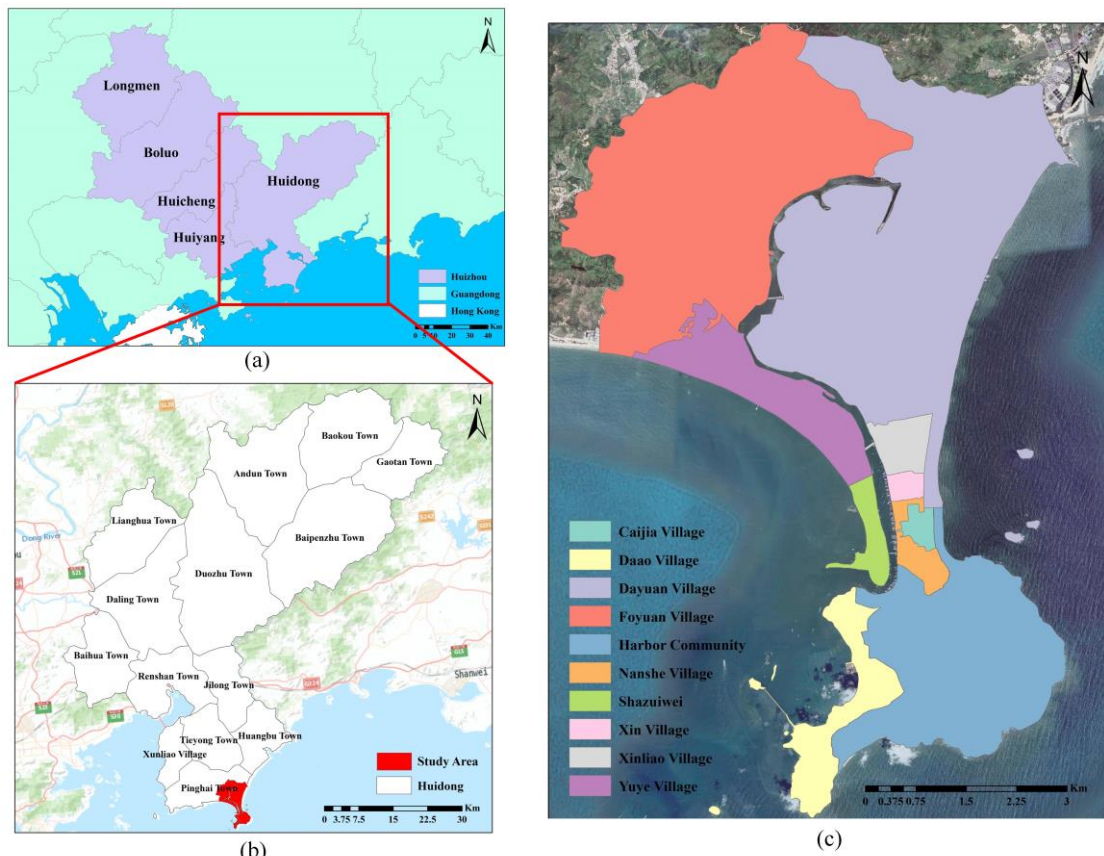 N
Longmen
Boluo
Huidong
Huicheng
Huiyang
Huizhou
Guangdong
Hong Kong
0 5 10 20 30 40
Km
(a)
N
Baokou Town
Gaotan Town
Andun Town
Lianghua Town
Baipenzhu Town
Dong River
Duozhu Town
Daling Town
Baihua Town
Renshan Town
Jilong Town
Shanwei
Tieyong Town
Huangbu Town
Xunliao Village
Pinghai Town
Study Area
Huidong
Km
0 3.75 7.5 15 22.5 30
(b)
N
Caijia Village
Daao Village
Dayuan Village
Foyuan Village
Harbor Community
Nanshe Village
Shazuiwei
Xin Village
Xinliao Village
Yuye Village
Km
0 0.375 0.75 1.5 2.25 3
(c)